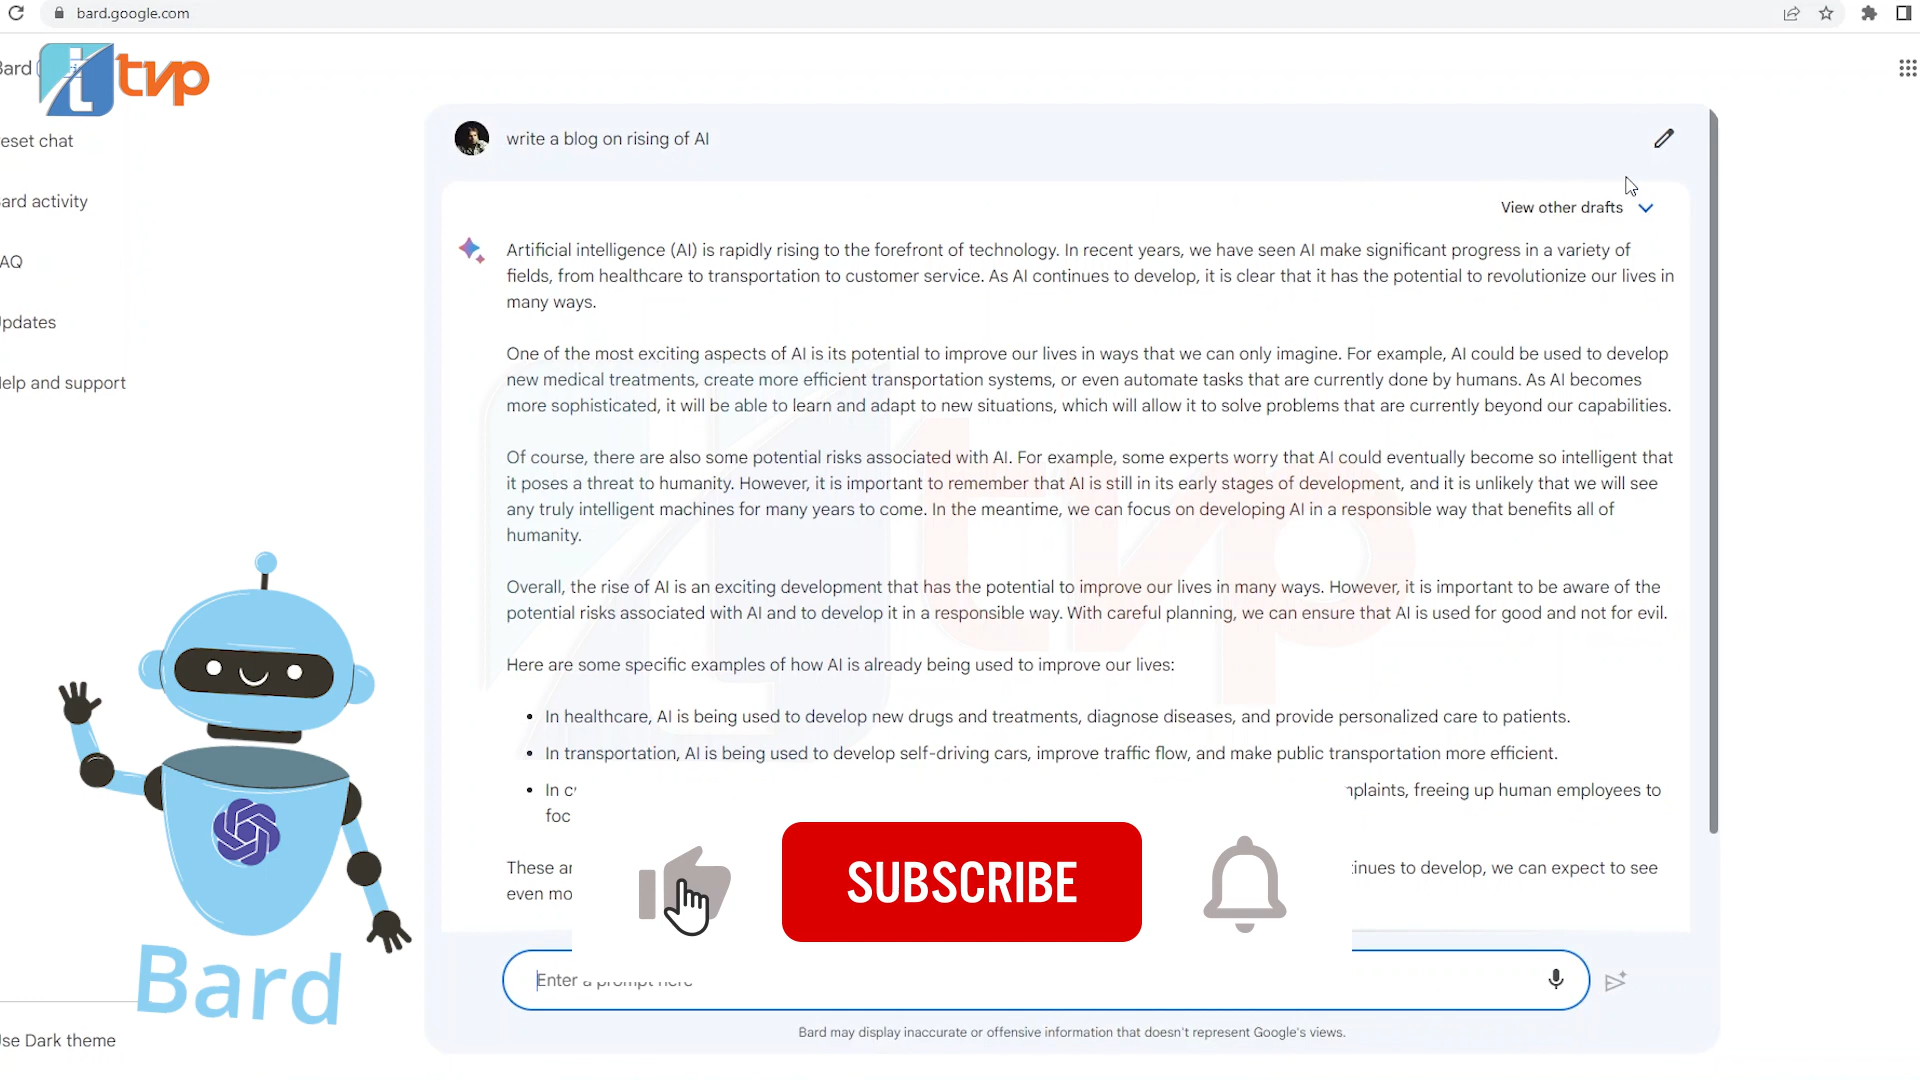 bard.google.com
Bard
tvp
eset chat
ard activity
AQ
pdates
elp and support
se Dark theme
write a blog on rising of AI
View other drafts
Artificial intelligence (AI) is rapidly rising to the forefront of technology. In recent years, we have seen AI make significant progress in a variety of
fields, from healthcare to transportation to customer service. As AI continues to develop, it is clear that it has the potential to revolutionize our lives in
many ways.
One of the most exciting aspects of AI is its potential to improve our lives in ways that we can only imagine. For example, AI could be used to develop
new medical treatments, create more efficient transportation systems, or even automate tasks that are currently done by humans. As AI becomes
more sophisticated, it will be able to learn and adapt to new situations, which will allow it to solve problems that are currently beyond our capabilities.
Of course, there are also some potential risks associated with AI. For example, some experts worry that AI could eventually become so intelligent that
it poses a threat to humanity. However, it is important to remember that AI is still in its early stages of development, and it is unlikely that we will see
any truly intelligent machines for many years to come. In the meantime, we can focus on developing AI in a responsible way that benefits all of
humanity.
Overall, the rise of AI is an exciting development that has the potential to improve our lives in many ways. However, it is important to be aware of the
potential risks associated with AI and to develop it in a responsible way. With careful planning, we can ensure that AI is used for good and not for evil.
Here are some specific examples of how AI is already being used to improve our lives:
• In healthcare, AI is being used to develop new drugs and treatments, diagnose diseases, and provide personalized care to patients.
• In transportation, AI is being used to develop self-driving cars, improve traffic flow, and make public transportation more efficient.
• In plaints, freeing up human employees to
foc
These inues to develop, we can expect to see
even mo
SUBSCRIBE
Enter a prompt here
Bard may display inaccurate or offensive information that doesn't represent Google's views.
Bard